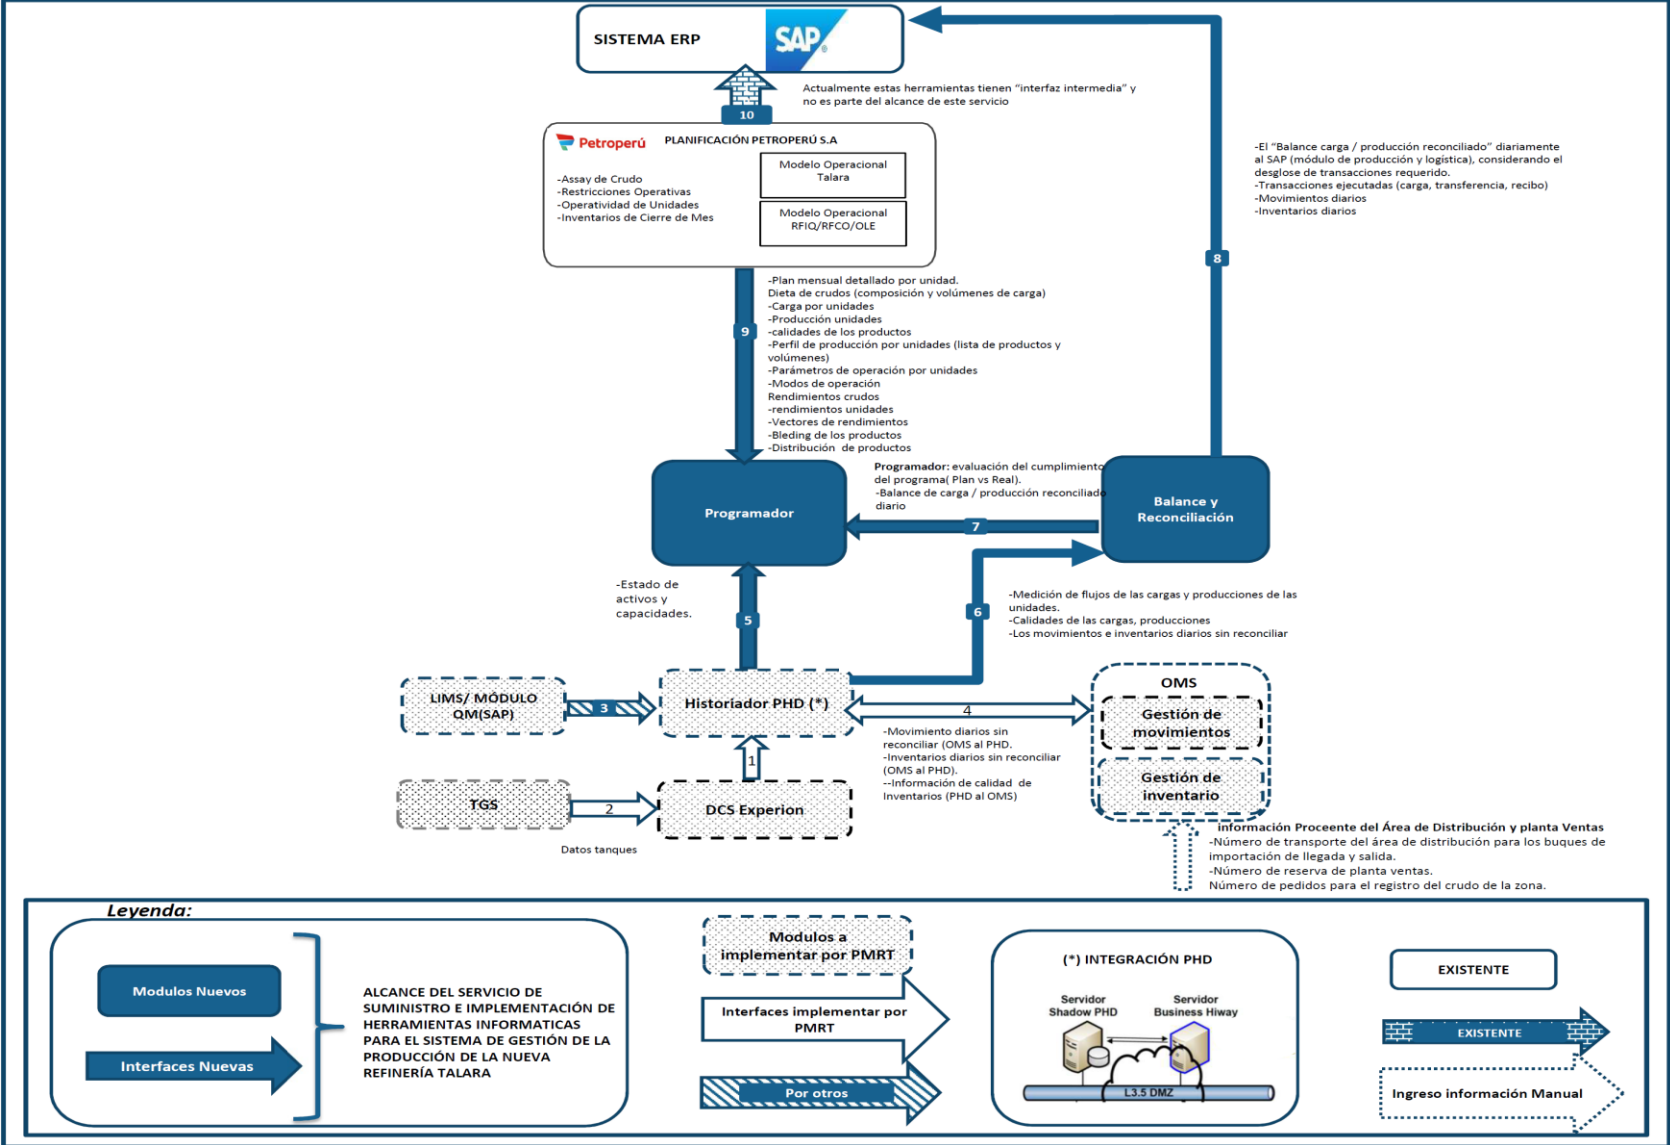 SISTEMA ERP
SAP
Actualmente estas herramientas tienen "interfaz intermedia" y
no es parte del alcance de este servicio
10
Petroperú
PLANIFICACIÓN PETROPERÚ S.A
-Assay de Crudo
-Restricciones Operativas
-Operatividad de Unidades
-Inventarios de Cierre de Mes
Modelo Operacional
Talara
Modelo Operacional
RFIQ/RFCO/OLE
-El "Balance carga / producción reconciliado" diariamente
al SAP (módulo de producción y logística), considerando el
desglose de transacciones requerido.
-Transacciones ejecutadas (carga, transferencia, recibo)
-Movimientos diarios
-Inventarios diarios
8
9
-Plan mensual detallado por unidad.
Dieta de crudos (composición y volúmenes de carga)
-Carga por unidades
-Producción unidades
-calidades de los productos
-Perfil de producción por unidades (lista de productos y
volúmenes)
-Parámetros de operación por unidades
-Modos de operación
Rendimientos crudos
-rendimientos unidades
-Vectores de rendimientos
-Bleding de los productos
-Distribución de productos
Programador
Programador: evaluación del cumplimiento
del programa( Plan vs Real).
-Balance de carga / producción reconciliado
diario
7
Balance y
Reconciliación
-Estado de
activos y
capacidades.
5
6
-Medición de flujos de las cargas y producciones de las
unidades.
-Calidades de las cargas, producciones
-Los movimientos e inventarios diarios sin reconciliar
LIMS/ MÓDULO
QM(SAP)
3
Historiador PHD (*)
4
-Movimiento diarios sin
reconciliar (OMS al PHD.
-Inventarios diarios sin reconciliar
(OMS al PHD).
--Información de calidad de
Inventarios (PHD al OMS)
OMS
Gestión de
movimientos
Gestión de
inventario
1
TGS
2
DCS Experion
Datos tanques
información Proceente del Área de Distribución y planta Ventas
-Número de transporte del área de distribución para los buques de
importación de llegada y salida.
-Número de reserva de planta ventas.
Número de pedidos para el registro del crudo de la zona.
Leyenda:
Modulos Nuevos
Interfaces Nuevas
ALCANCE DEL SERVICIO DE
SUMINISTRO E IMPLEMENTACIÓN DE
HERRAMIENTAS INFORMATICAS
PARA EL SISTEMA DE GESTIÓN DE LA
PRODUCCIÓN DE LA NUEVA
REFINERÍA TALARA
Modulos a
implementar por PMRT
Interfaces implementar por
PMRT
Por otros
(*) INTEGRACIÓN PHD
Servidor
Shadow PHD
Servidor
Business Hiway
L3.5 DMZ
EXISTENTE
EXISTENTE
Ingreso información Manual